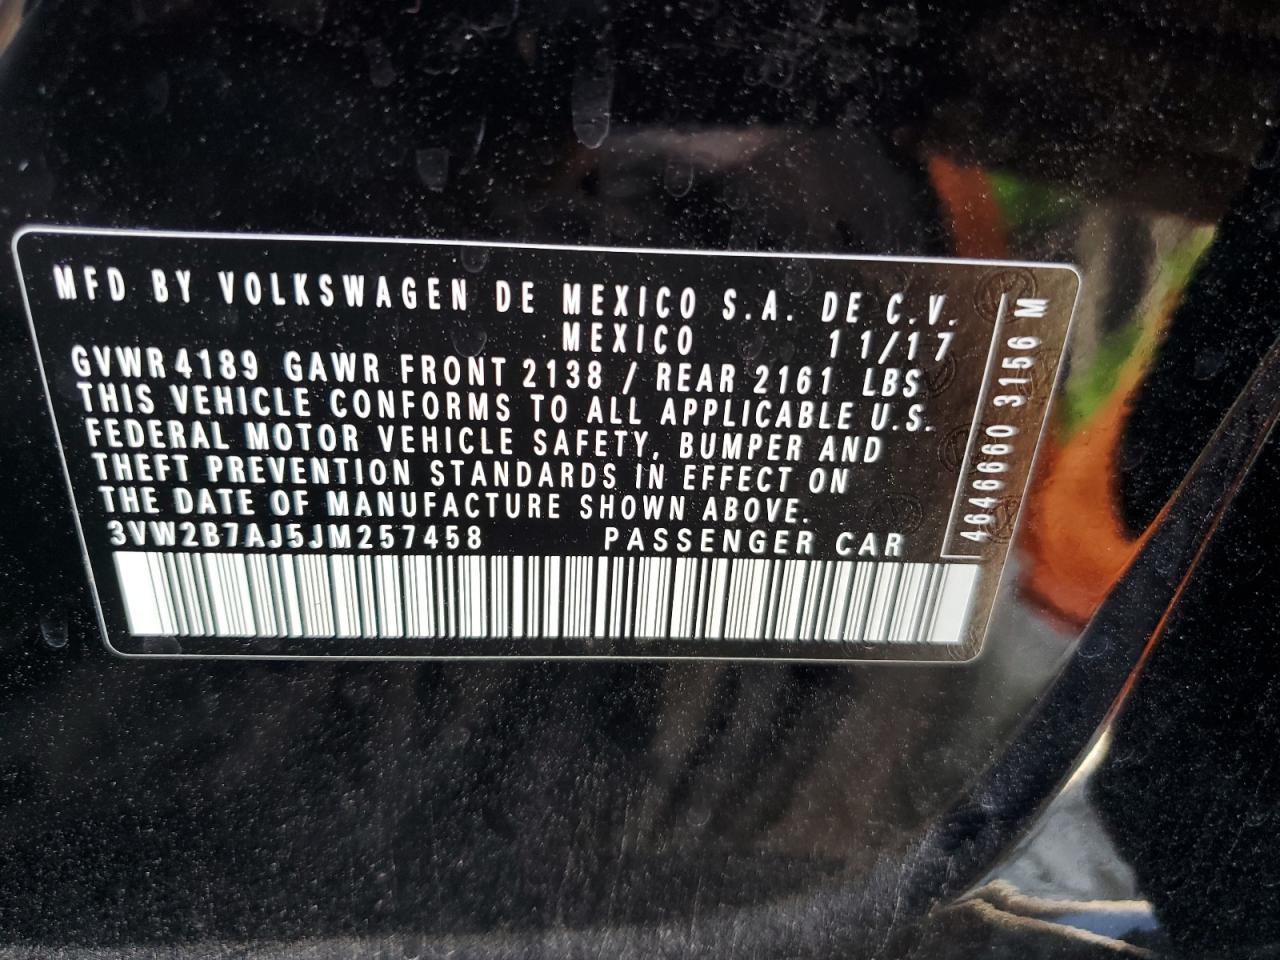 MFD BY VOLKSWAGEN DE MEXICO S.A. DE C.V.
MEXICO 11/17
GVWR 4189 GAWR FRONT 2138 / REAR 2161 LBS
THIS VEHICLE CONFORMS TO ALL APPLICABLE U.S.
FEDERAL MOTOR VEHICLE SAFETY, BUMPER AND
THEFT PREVENTION STANDARDS IN EFFECT ON
THE DATE OF MANUFACTURE SHOWN ABOVE.
3VW2B7AJ5JM257458 PASSENGER CAR
4646660 3156 M